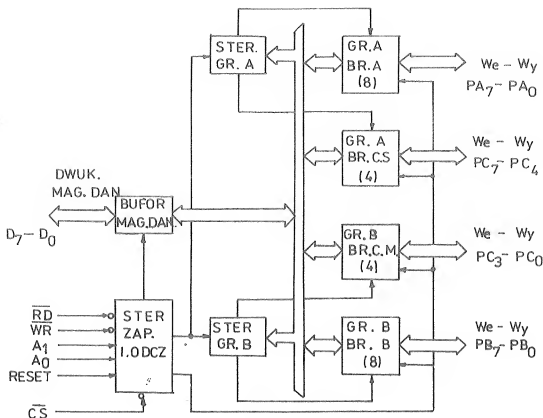 STER.
GR. A
GR. A
BR. A
(8)
We - Wy
PA7 - PA0
GR. A
BR. C.S
(4)
We - Wy
PC7 - PC4
DWUK.
MAG. DAN
BUFOR
MAG. DAN.
D7 - D0
GR. B
BR. C. M.
(4)
We - Wy
PC3 - PC0
RD
WR
A1
A0
RESET
CS
STER
ZAP.
I.ODCZ
STER
GR. B
GR. B
BR. B
(8)
We - Wy
PB7 - PB0